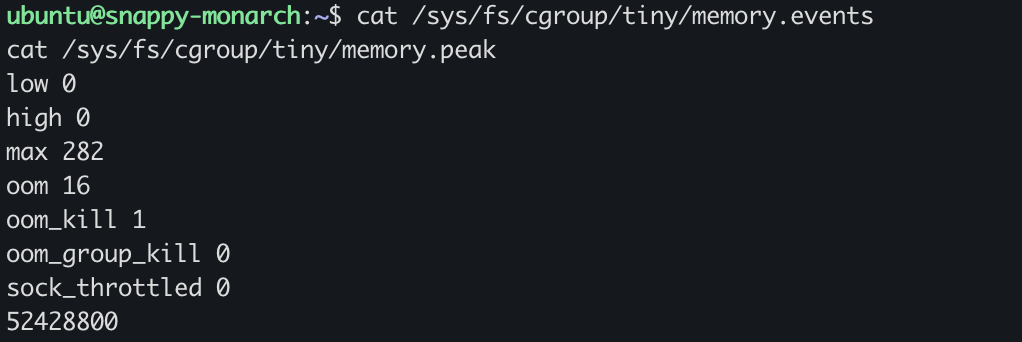 ubuntu@snappy-monarch:~$ cat /sys/fs/cgroup/tiny/memory.events
cat /sys/fs/cgroup/tiny/memory.peak
low 0
high 0
max 282
oom 16
oom_kill 1
oom_group_kill 0
sock_throttled 0
52428800